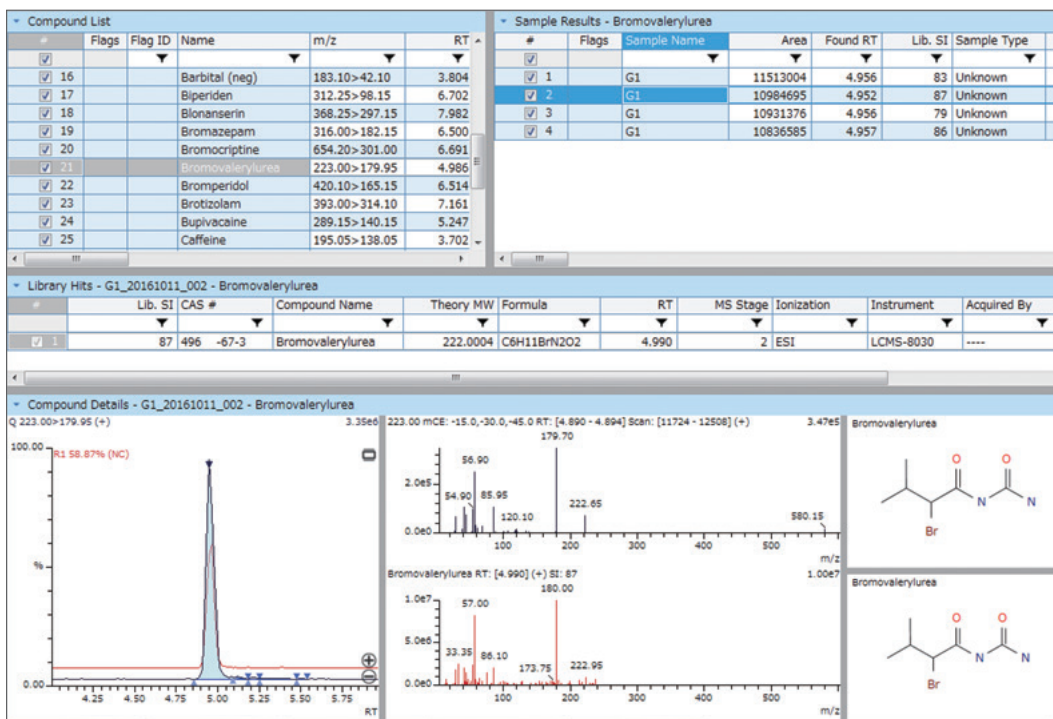 Compound List
# Flags Flag ID Name m/z RT
16 Barbital (neg) 183.10>42.10 3.804
17 Biperiden 312.25>98.15 6.702
18 Blonanserin 368.25>297.15 7.982
19 Bromazepam 316.00>182.15 6.500
20 Bromocriptine 654.20>301.00 6.691
21 Bromovalerylurea 223.00>179.95 4.986
22 Bromperidol 420.10>165.15 6.514
23 Brotizolam 393.00>314.10 7.161
24 Bupivacaine 289.15>140.15 5.247
25 Caffeine 195.05>138.05 3.702
Sample Results - Bromovalerylurea
# Flags Sample Name Area Found RT Lib. SI Sample Type
1 G1 11513004 4.956 83 Unknown
2 G1 10984695 4.952 87 Unknown
3 G1 10931376 4.956 79 Unknown
4 G1 10836585 4.957 86 Unknown
Library Hits - G1_20161011_002 - Bromovalerylurea
# Lib. SI CAS # Compound Name Theory MW Formula RT MS Stage Ionization Instrument Acquired By
1 87 496 -67-3 Bromovalerylurea 222.0004 C6H11BrN2O2 4.990 2 ESI LCMS-8030 ----
Compound Details - G1_20161011_002 - Bromovalerylurea
Q 223.00>179.95 (+) 3.35e6
100.00
R1 58.87% (NC)
%
0.00
4.25 4.50 4.75 5.00 5.25 5.50 5.75
RT
223.00 mCE: -15.0,-30.0,-45.0 RT: [4.890 - 4.894] Scan: [11724 - 12508] (+) 3.47e5
179.70
56.90
2.0e5
54.90 85.95
222.65
120.10
580.15
0.0e0
100 200 300 400 500
m/z
Bromovalerylurea RT: [4.990] (+) SI: 87 1.00e7
180.00
1.0e7
57.00
5.0e6
33.35 86.10
173.75 222.95
0.0e0
100 200 300 400 500
m/z
Bromovalerylurea
O O
N N
Br
Bromovalerylurea
O O
N N
Br